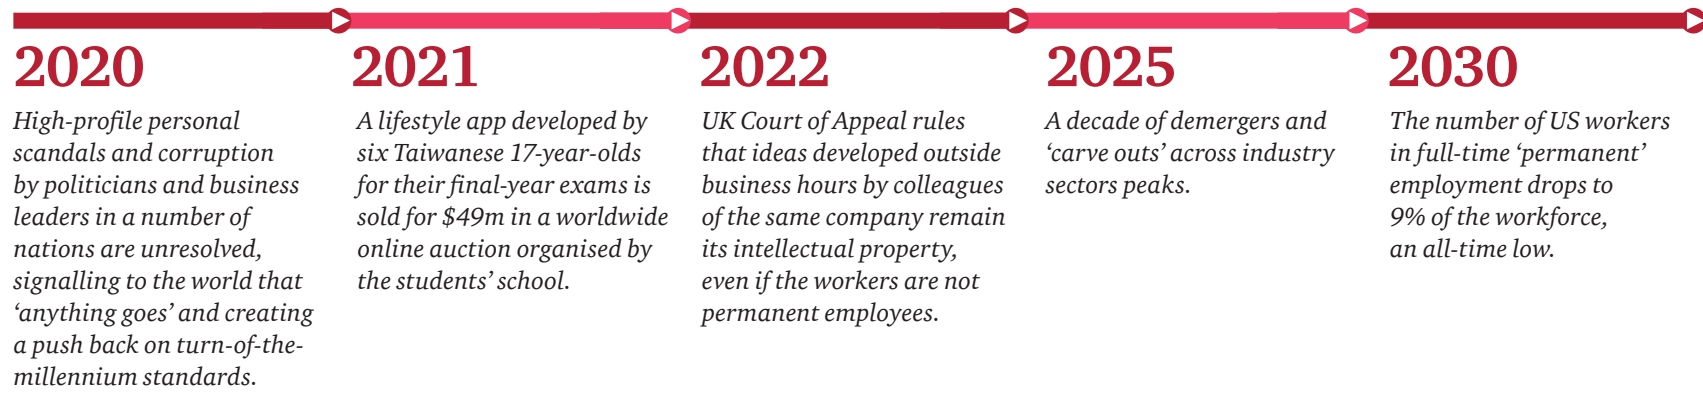 2020
High-profile personal
scandals and corruption
by politicians and business
leaders in a number of
nations are unresolved,
signalling to the world that
‘anything goes’ and creating
a push back on turn-of-the-
millennium standards.
2021
A lifestyle app developed by
six Taiwanese 17-year-olds
for their final-year exams is
sold for $49m in a worldwide
online auction organised by
the students’ school.
2022
UK Court of Appeal rules
that ideas developed outside
business hours by colleagues
of the same company remain
its intellectual property,
even if the workers are not
permanent employees.
2025
A decade of demergers and
‘carve outs’ across industry
sectors peaks.
2030
The number of US workers
in full-time ‘permanent’
employment drops to
9% of the workforce,
an all-time low.